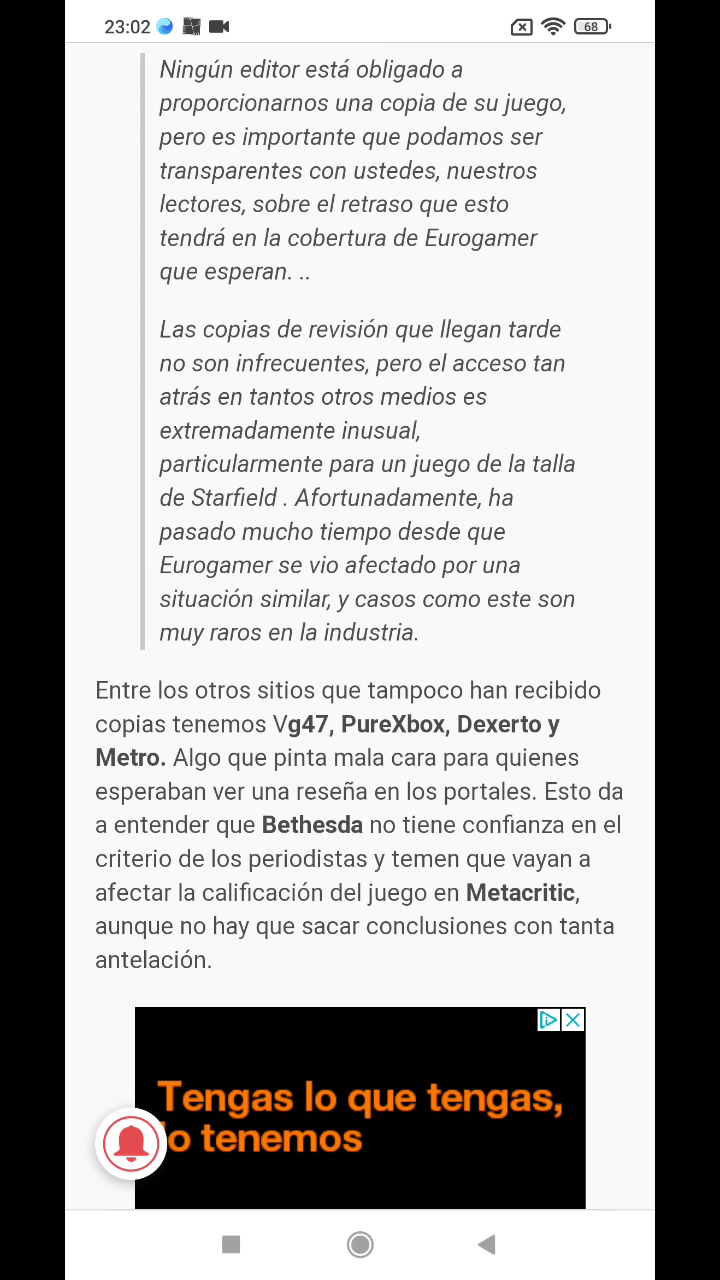 23:02
68
Ningún editor está obligado a
proporcionarnos una copia de su juego,
pero es importante que podamos ser
transparentes con ustedes, nuestros
lectores, sobre el retraso que esto
tendrá en la cobertura de Eurogamer
que esperan. ..
Las copias de revisión que llegan tarde
no son infrecuentes, pero el acceso tan
atrás en tantos otros medios es
extremadamente inusual,
particularmente para un juego de la talla
de Starfield . Afortunadamente, ha
pasado mucho tiempo desde que
Eurogamer se vio afectado por una
situación similar, y casos como este son
muy raros en la industria.
Entre los otros sitios que tampoco han recibido
copias tenemos Vg47, PureXbox, Dexerto y
Metro. Algo que pinta mala cara para quienes
esperaban ver una reseña en los portales. Esto da
a entender que Bethesda no tiene confianza en el
criterio de los periodistas y temen que vayan a
afectar la calificación del juego en Metacritic,
aunque no hay que sacar conclusiones con tanta
antelación.
Tengas lo que tengas,
lo tenemos